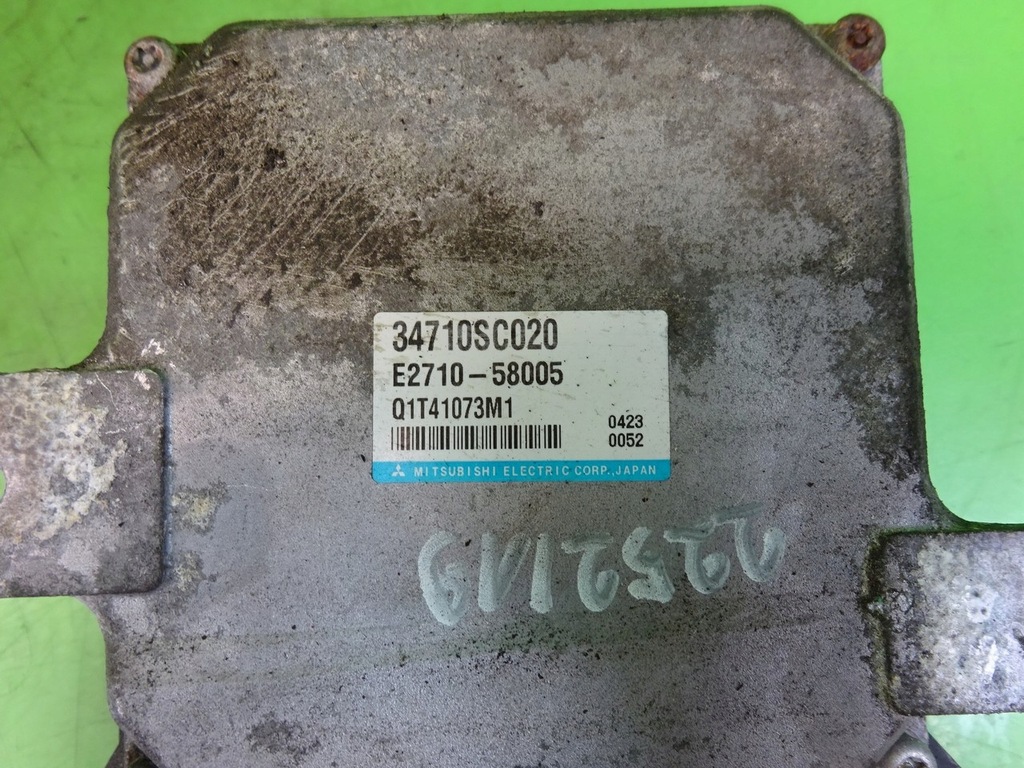 34710SC020
E2710-58005
Q1T41073M1
0423
0052
MITSUBISHI ELECTRIC CORP.,JAPAN